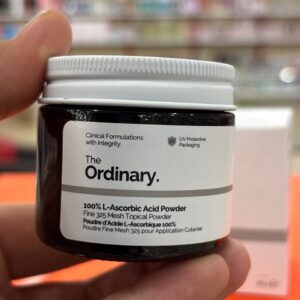 Clinical Formulations
with Integrity.
UV Protective
Packaging
The
Ordinary.
100% L-Ascorbic Acid Powder
Fine 325 Mesh Topical Powder
Poudre d'Acide L-Ascorbique 100%
Poudre Fine Mesh 325 pour Application Cutanée